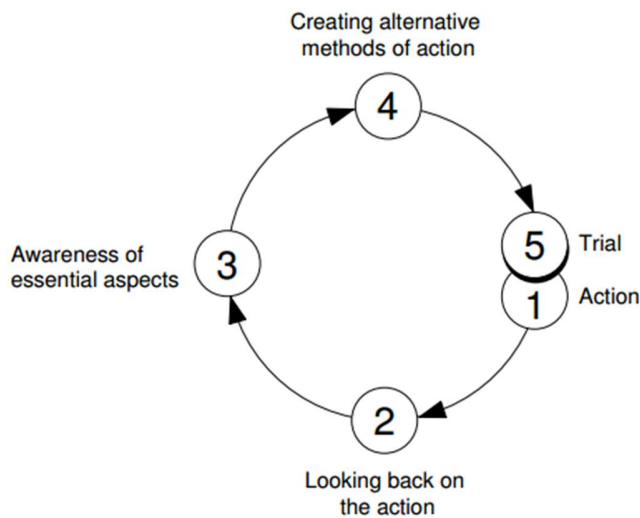 Creating alternative
methods of action
4
5
Trial
Awareness of
essential aspects
3
1
Action
2
Looking back on
the action